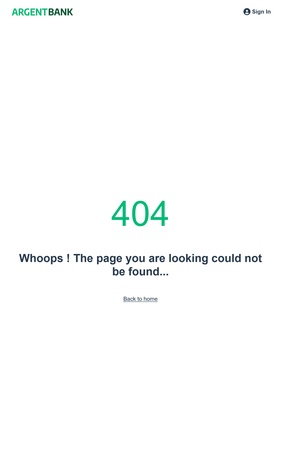 ARGENTBANK
Sign In
404
Whoops ! The page you are looking could not
be found...
Back to home